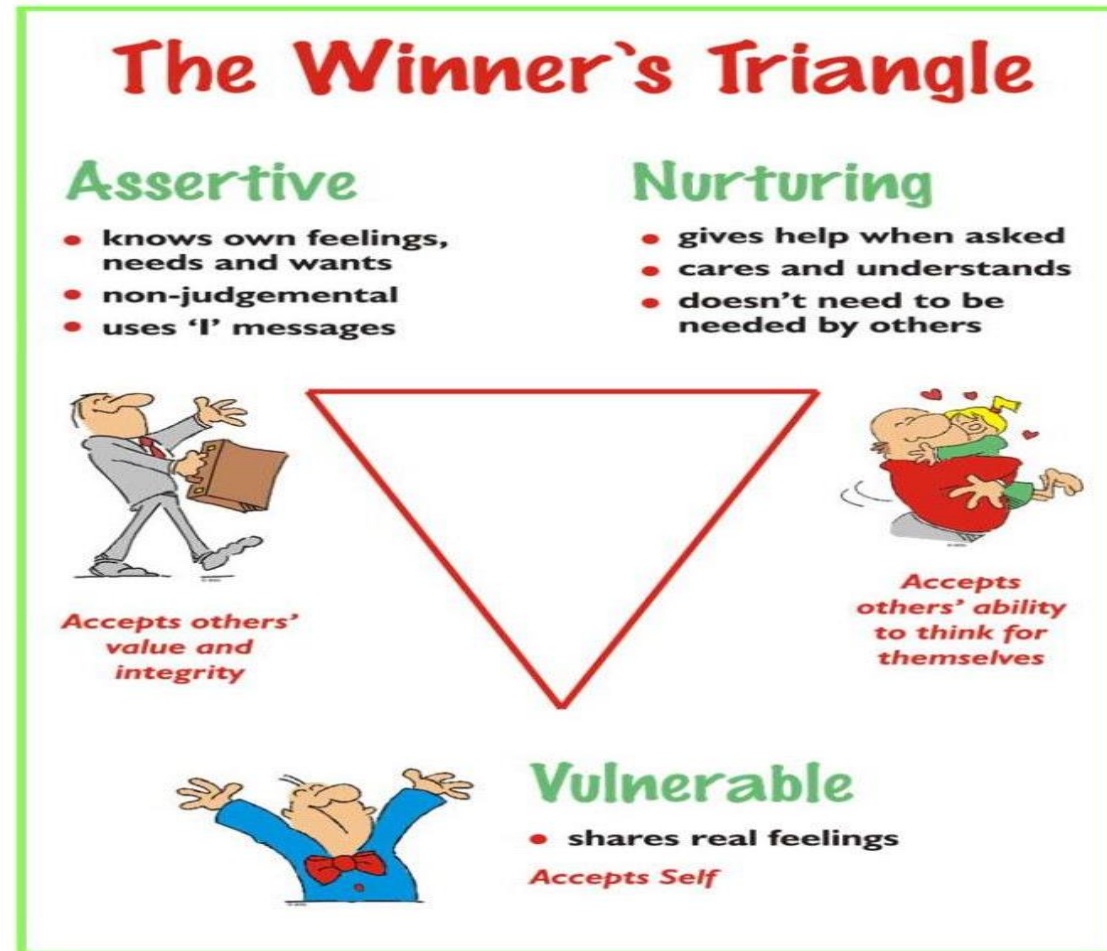 The Winner`s Triangle
Assertive
• knows own feelings,
needs and wants
• non-judgemental
• uses ‘I’ messages
Nurturing
• gives help when asked
• cares and understands
• doesn’t need to be
needed by others
Accepts others’
value and
integrity
Accepts
others’ ability
to think for
themselves
Vulnerable
• shares real feelings
Accepts Self